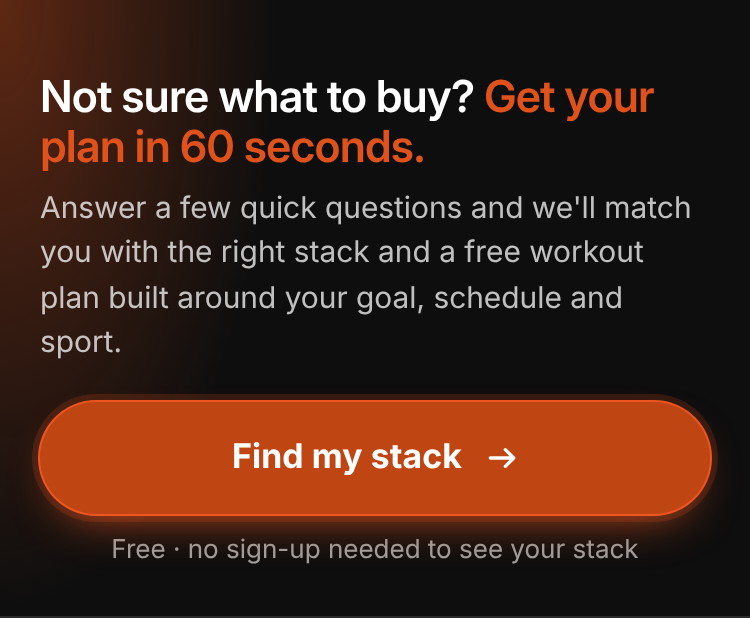 Not sure what to buy? Get your
plan in 60 seconds.
Answer a few quick questions and we'll match
you with the right stack and a free workout
plan built around your goal, schedule and
sport.
Find my stack →
Free · no sign-up needed to see your stack